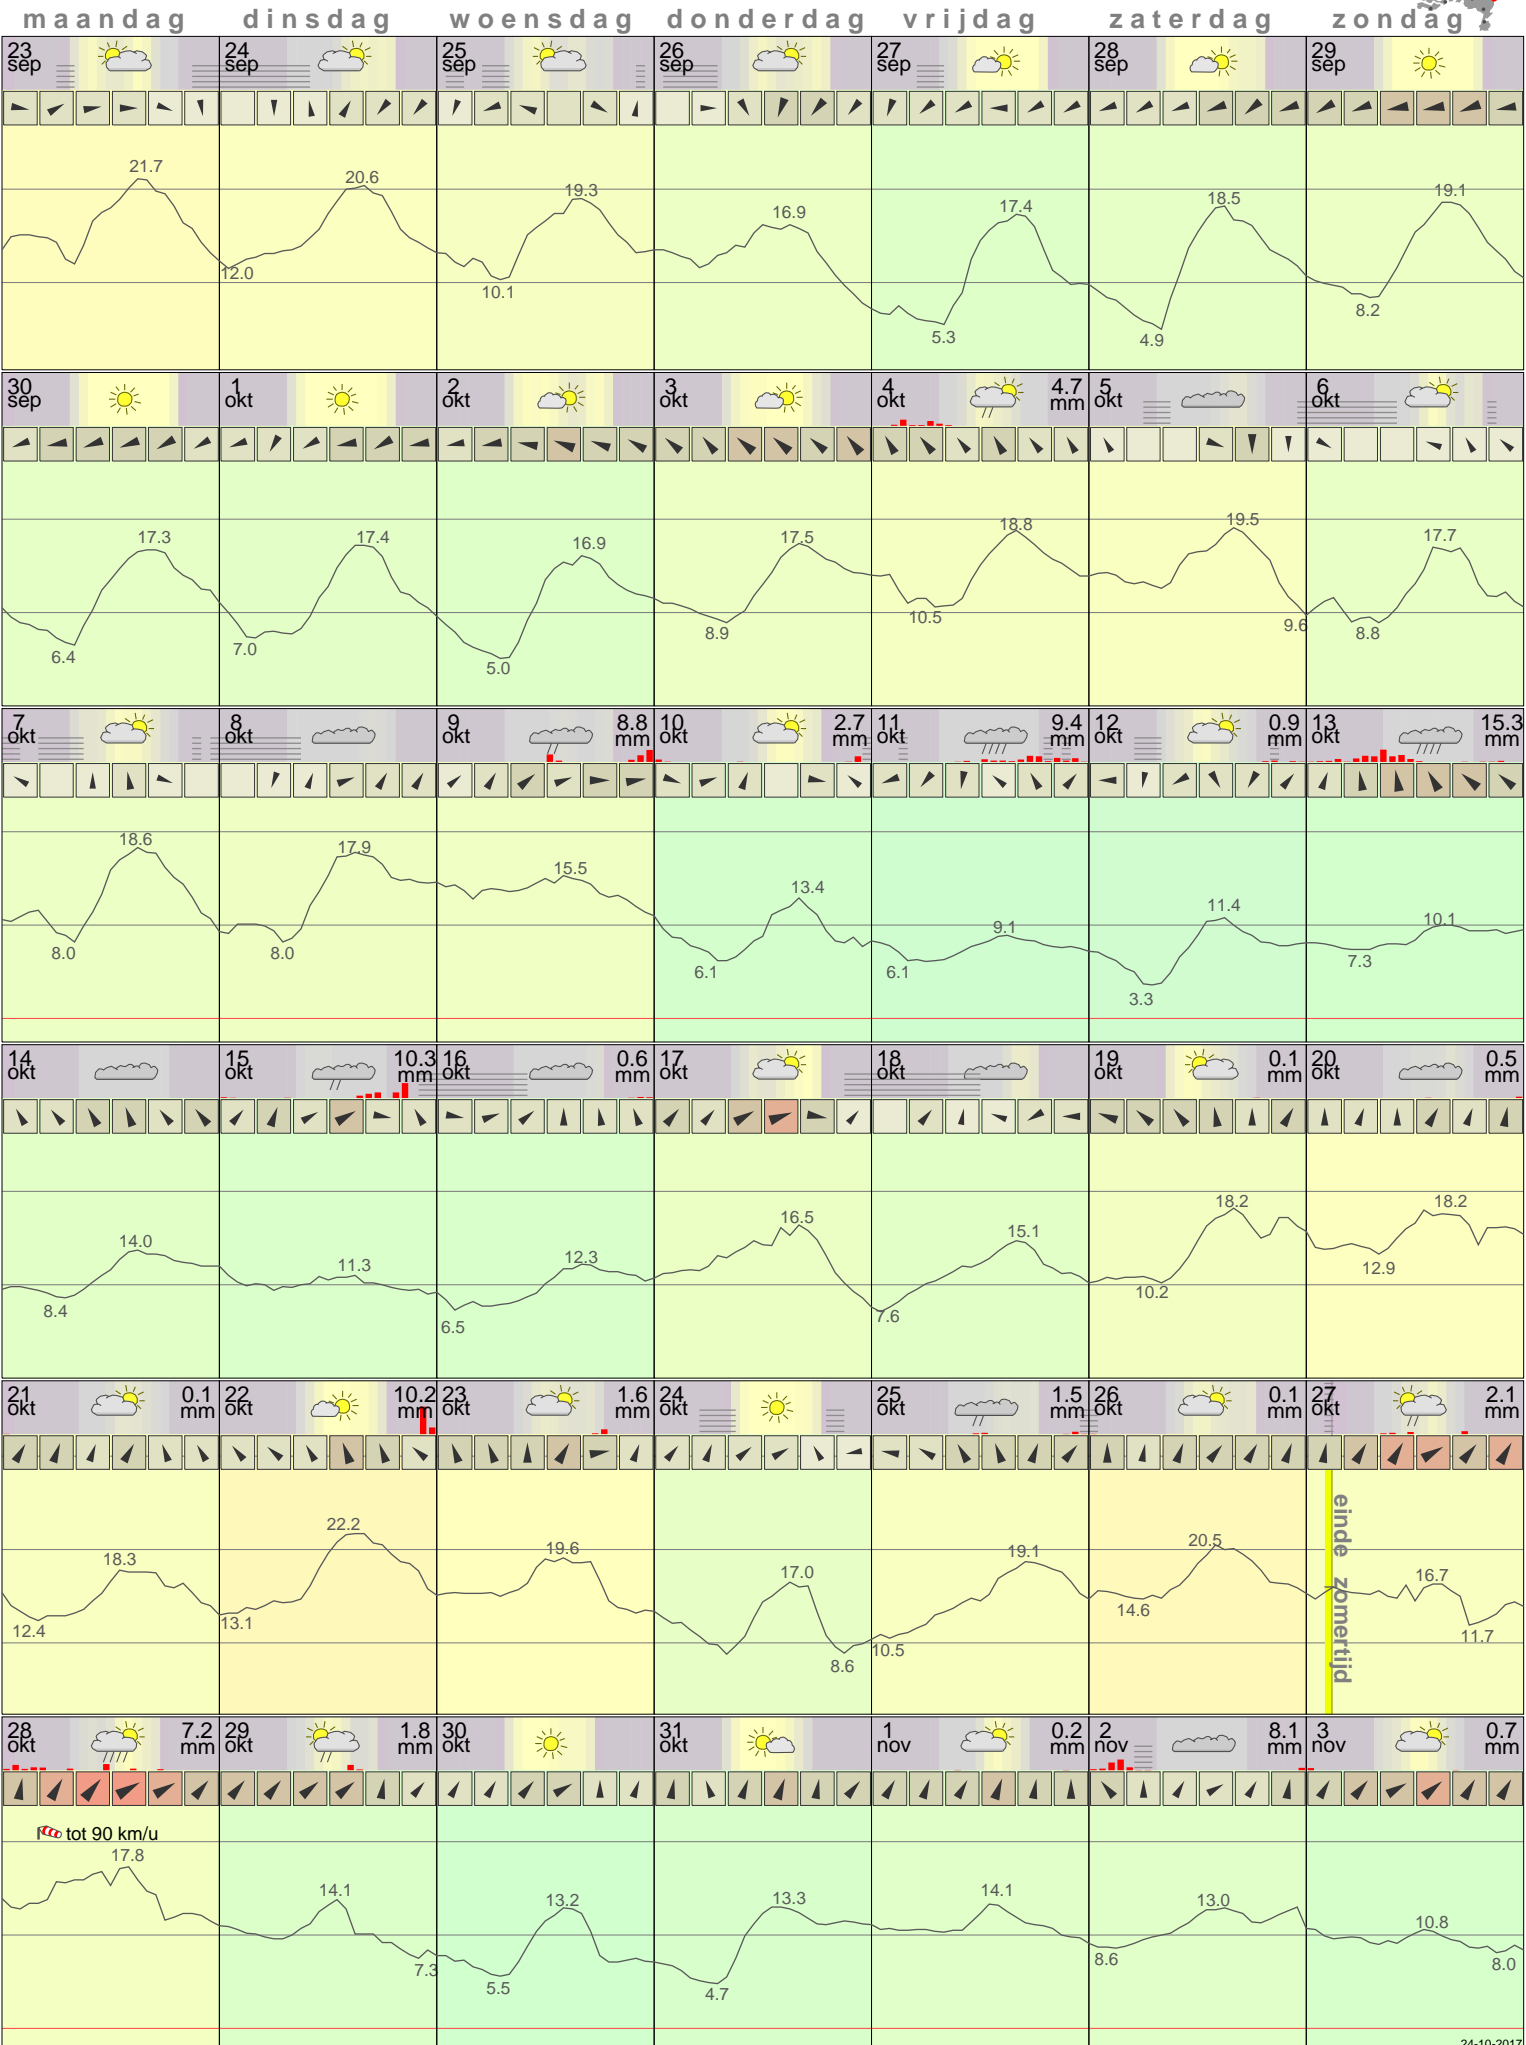 maandag dinsdag woensdag donderdag vrijdag zaterdag zondag
23 24 25 26 27 28 29
sep sep sep sep sep sep sep
21.7 20.6 19.3 16.9 17.4 18.5 19.1
12.0 10.1 5.3 4.9 8.2
30 1 2 3 4 4.7 5 6
sep okt okt okt okt mm okt okt
17.3 17.4 16.9 17.5 18.8 19.5 17.7
6.4 7.0 5.0 8.9 10.5 9.6 8.8
7 8 9 8.8 10 2.7 11 9.4 12 0.9 13 15.3
okt okt okt mm okt mm okt mm okt mm okt mm
18.6 17.9 15.5 13.4 9.1 11.4 10.1
8.0 8.0 6.1 6.1 3.3 7.3
14 15 10.3 16 0.6 17 18 19 0.1 20 0.5
okt okt mm okt mm okt okt okt mm okt mm
14.0 11.3 12.3 16.5 15.1 18.2 18.2
8.4 6.5 7.6 10.2 12.9
21 0.1 22 10.2 23 1.6 24 25 1.5 26 0.1 27 2.1
okt mm okt mm okt mm okt okt mm okt mm okt mm
18.3 22.2 19.6 17.0 19.1 20.5 16.7
12.4 13.1 8.6 10.5 14.6 11.7
einde zomertijd
28 7.2 29 1.8 30 31 1 0.2 2 8.1 3 0.7
okt mm okt mm okt okt nov mm nov mm nov mm
tot 90 km/u
17.8 14.1 13.2 13.3 14.1 13.0 10.8
7.3 5.5 4.7 8.6 8.0
24-10-2017